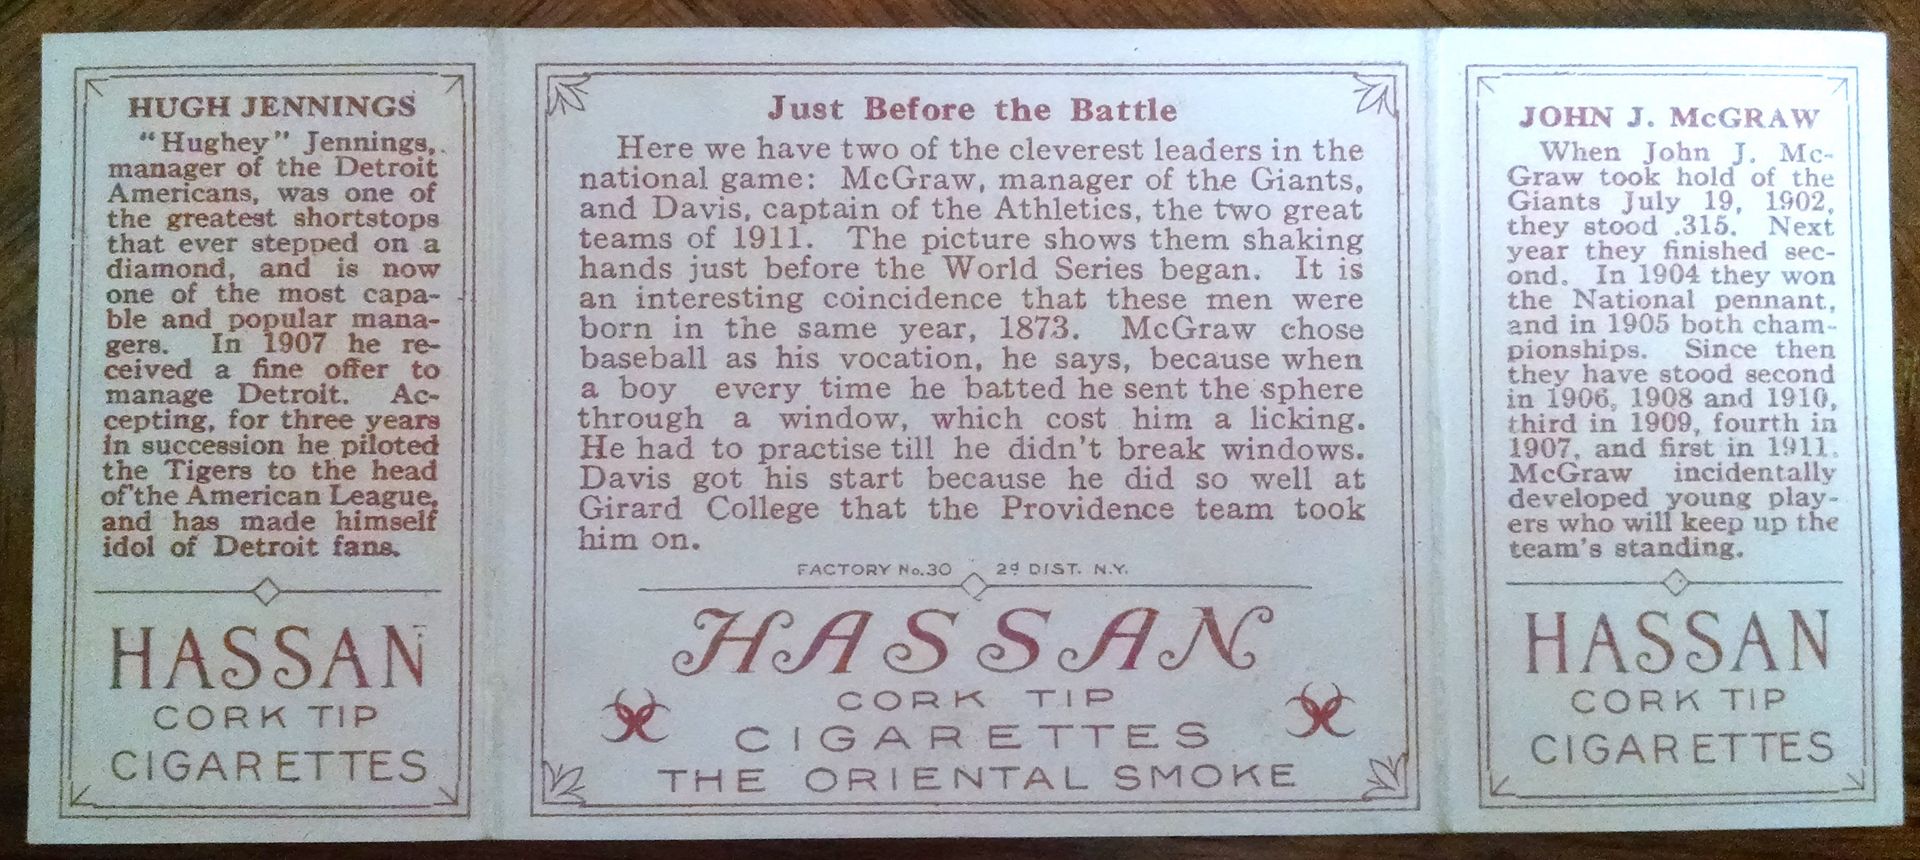 HUGH JENNINGS
"Hughey" Jennings,
manager of the Detroit
Americans, was one of
the greatest shortstops
that ever stepped on a
diamond, and is now
one of the most capa-
ble and popular mana-
gers. In 1907 he re-
ceived a fine offer to
manage Detroit. Ac-
cepting, for three years
in succession he piloted
the Tigers to the head
of the American League,
and has made himself
idol of Detroit fans.
HASSAN
CORK TIP
CIGARETTES
Just Before the Battle
Here we have two of the cleverest leaders in the
national game: McGraw, manager of the Giants,
and Davis, captain of the Athletics, the two great
teams of 1911. The picture shows them shaking
hands just before the World Series began. It is
an interesting coincidence that these men were
born in the same year, 1873. McGraw chose
baseball as his vocation, he says, because when
a boy every time he batted he sent the sphere
through a window, which cost him a licking.
He had to practise till he didn't break windows.
Davis got his start because he did so well at
Girard College that the Providence team took
him on.
FACTORY No. 30 2d DIST. N.Y.
HASSAN
CORK TIP
CIGARETTES
THE ORIENTAL SMOKE
JOHN J. McGRAW
When John J. Mc-
Graw took hold of the
Giants July 19, 1902,
they stood .315. Next
year they finished sec-
ond. In 1904 they won
the National pennant,
and in 1905 both cham-
pionships. Since then
they have stood second
in 1906, 1908 and 1910,
third in 1909, fourth in
1907, and first in 1911.
McGraw incidentally
developed young play-
ers who will keep up the
team's standing.
HASSAN
CORK TIP
CIGARETTES